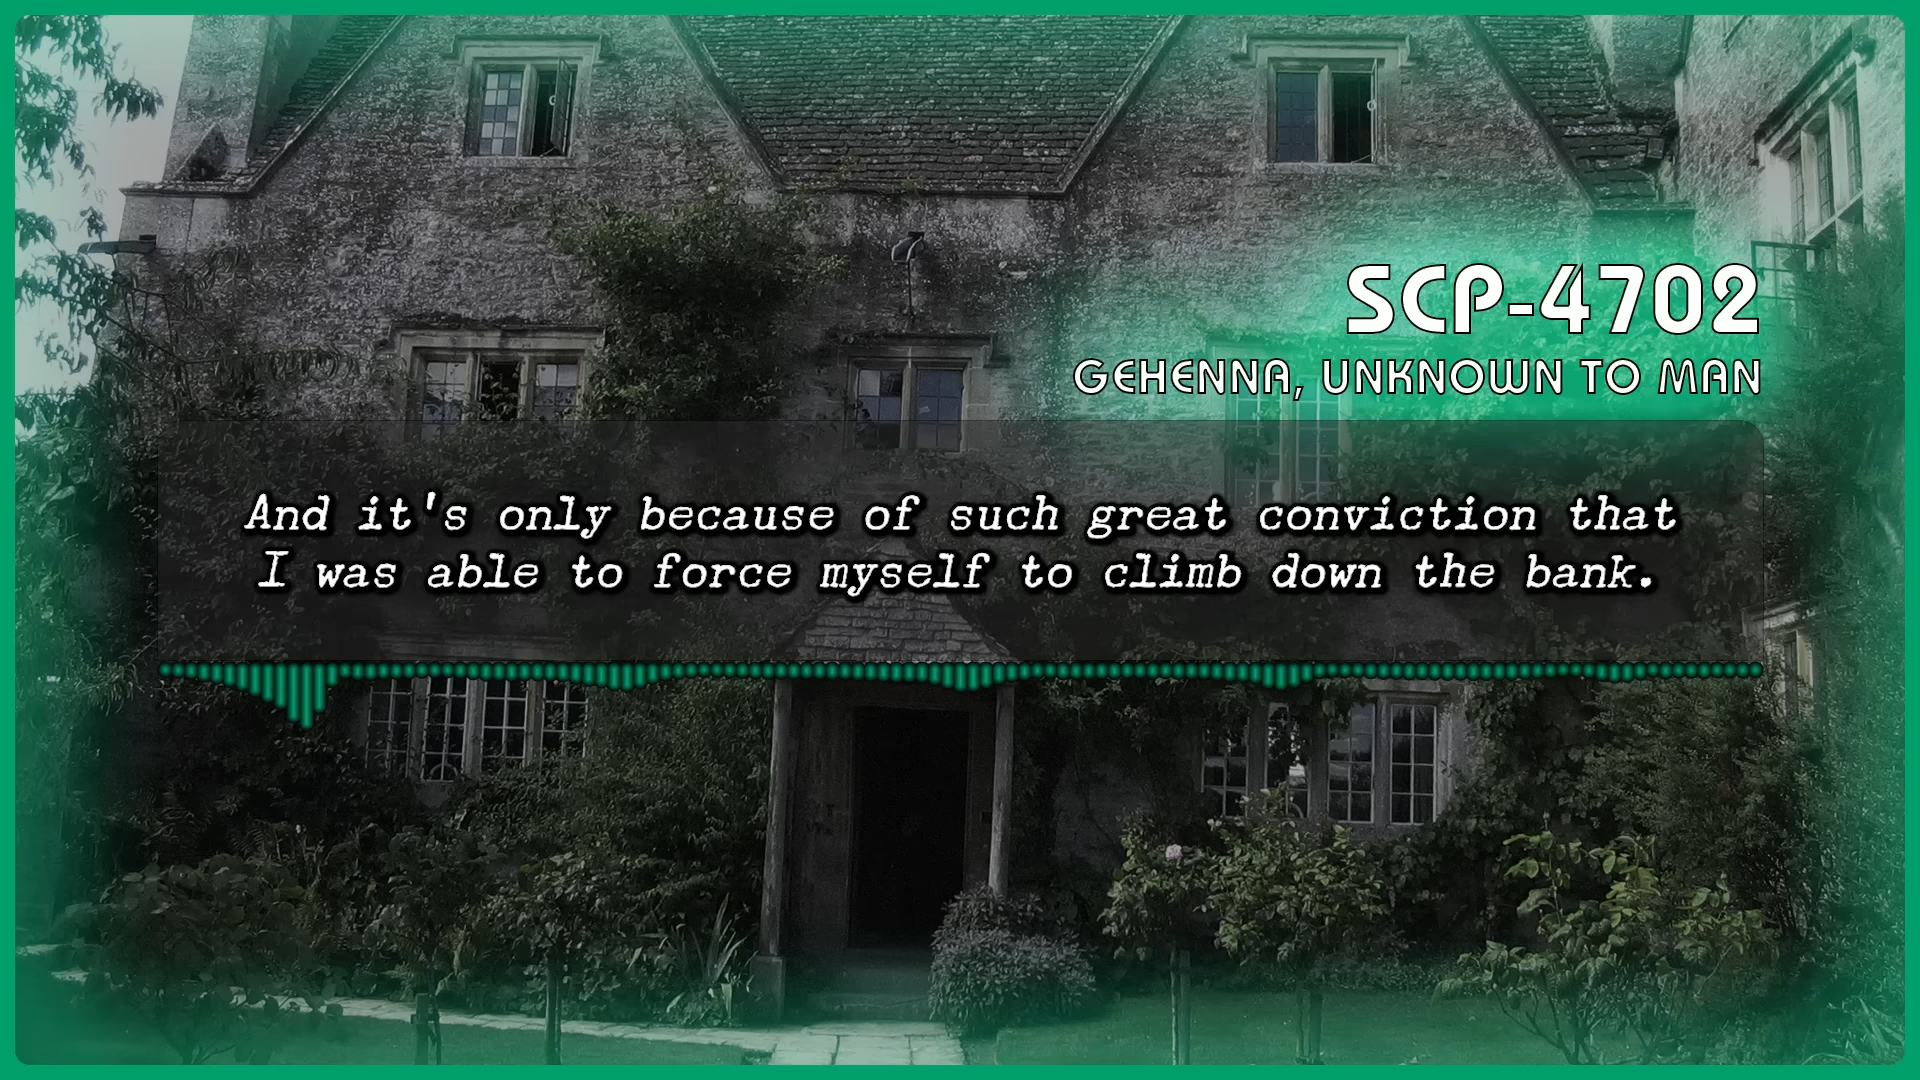 SCP-4702
GEHENNA, UNKNOWN TO MAN
And it's only because of such great conviction that
I was able to force myself to climb down the bank.